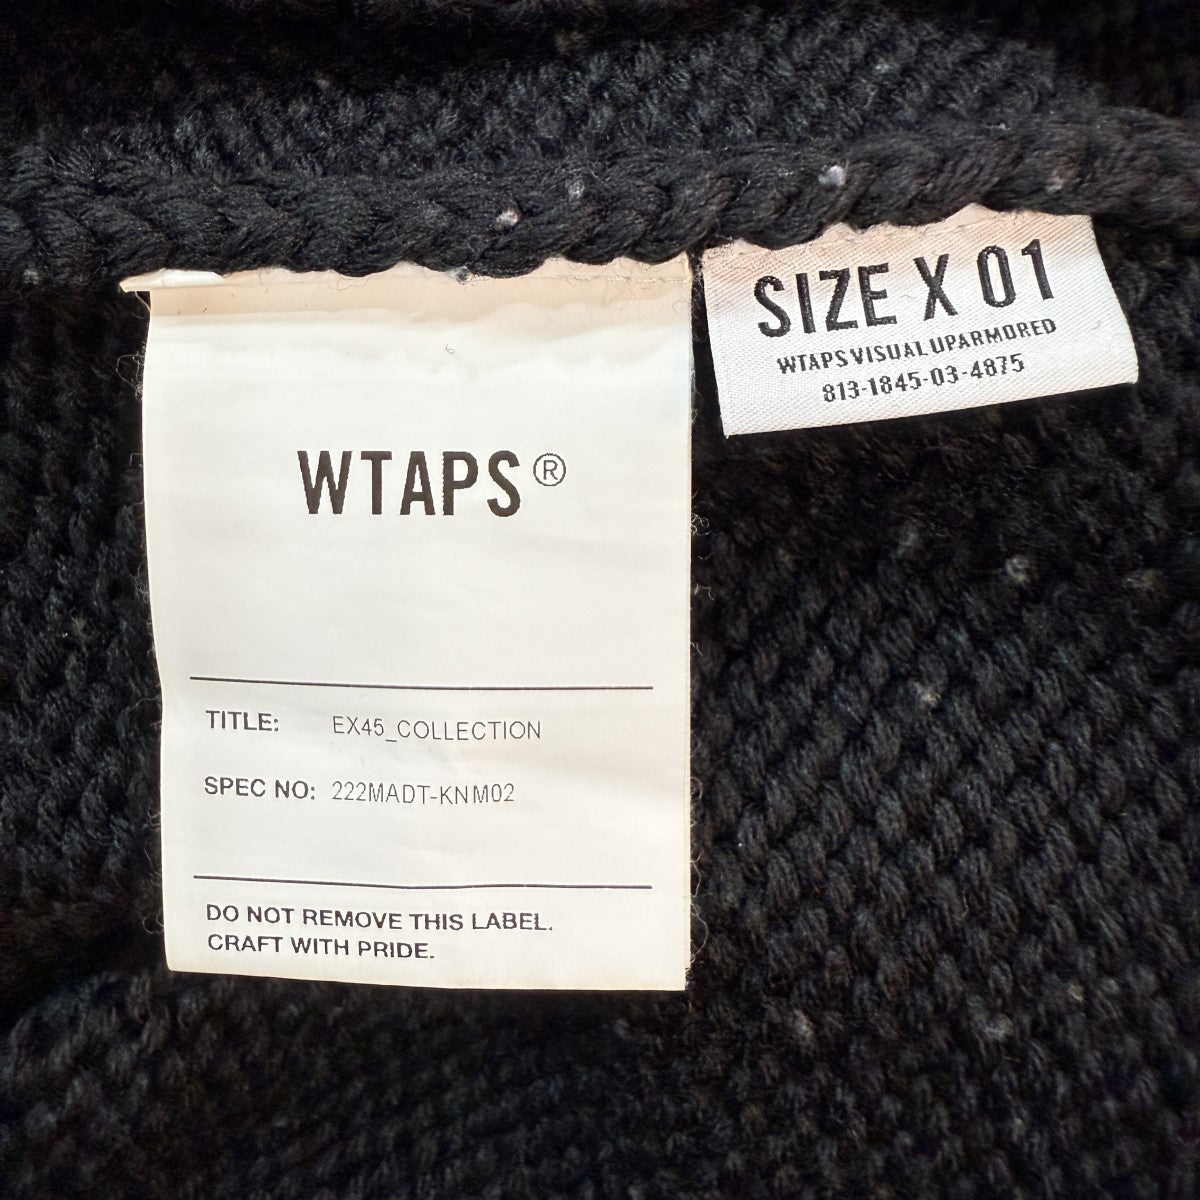 SIZE X 01
WTAPS VISUAL UPARMORED
813-1845-03-4875
WTAPS®
TITLE: EX45_COLLECTION
SPEC NO: 222MADT-KNM02
DO NOT REMOVE THIS LABEL.
CRAFT WITH PRIDE.